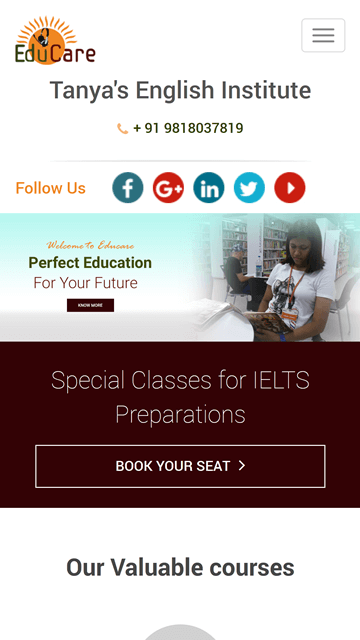 EduCare
Tanya's English Institute
+ 91 9818037819
Follow Us
Welcome to Educare
Perfect Education
For Your Future
KNOW MORE
Special Classes for IELTS
Preparations
BOOK YOUR SEAT
Our Valuable courses